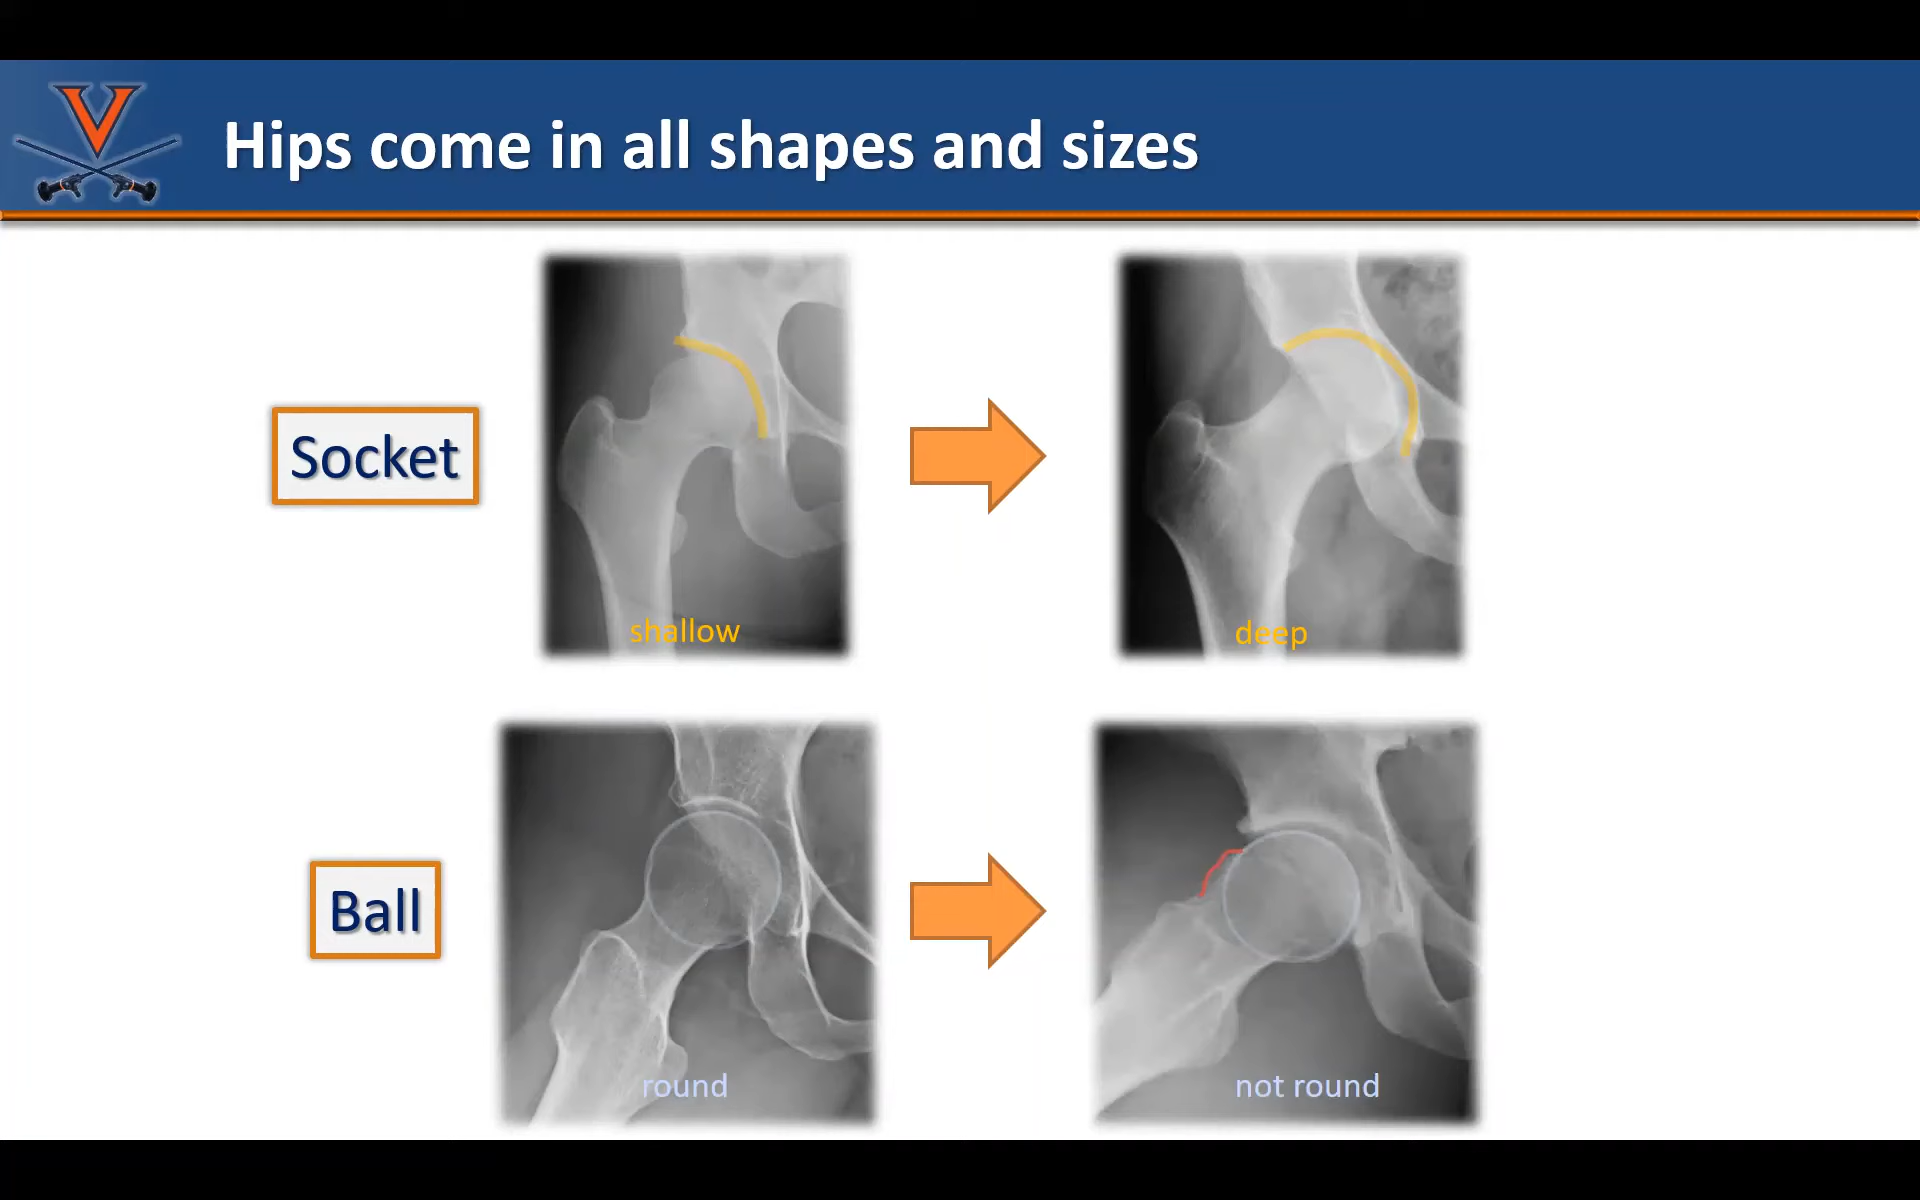 V
Hips come in all shapes and sizes
Socket
shallow
deep
Ball
round
not round